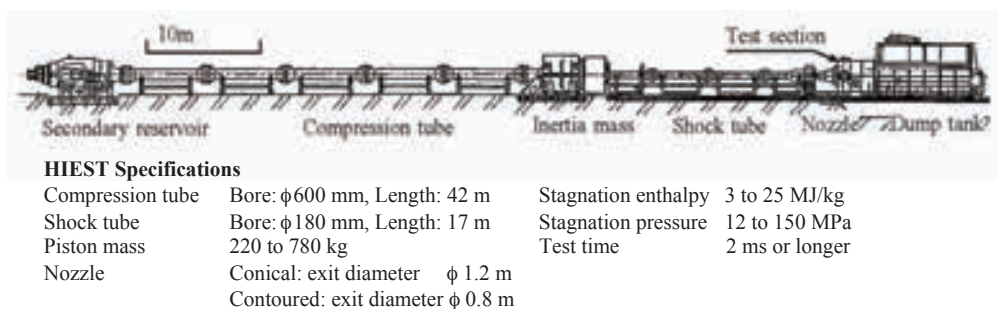 10m
Test section
Secondary reservoir Compression tube Inertia mass Shock tube Nozzle Dump tank
HIEST Specifications
Compression tube Bore: ϕ600 mm, Length: 42 m Stagnation enthalpy 3 to 25 MJ/kg
Shock tube Bore: ϕ180 mm, Length: 17 m Stagnation pressure 12 to 150 MPa
Piston mass 220 to 780 kg Test time 2 ms or longer
Nozzle Conical: exit diameter ϕ 1.2 m
Contoured: exit diameter ϕ 0.8 m